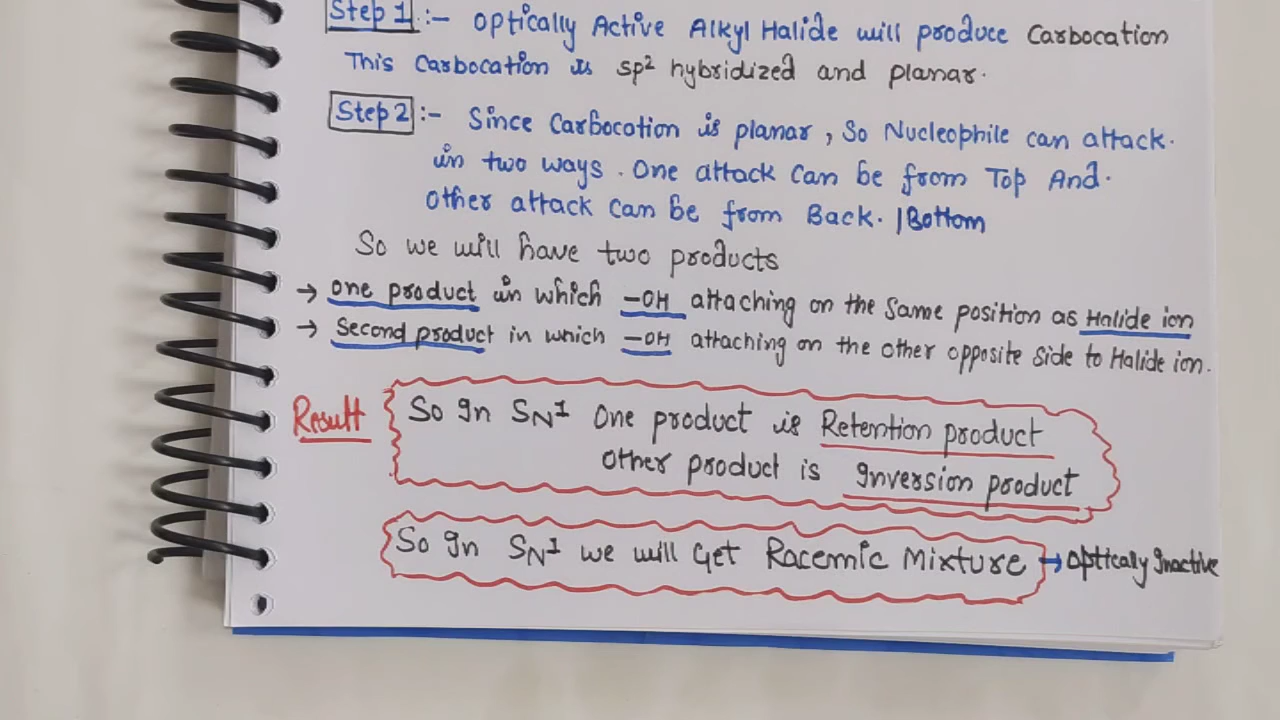 Step 1 :- Optically Active Alkyl Halide will produce Carbocation
This Carbocation is sp² hybridized and planar.
Step 2 :- Since Carbocation is planar, So Nucleophile can attack.
in two ways. One attack can be from Top And.
other attack can be from Back. / Bottom
So we will have two products
→ one product in which -OH attaching on the same position as Halide ion
→ Second product in which -OH attaching on the other opposite side to Halide ion.
Result
So In SN1 One product is Retention product
Other product is Inversion product
So In SN1 we will Get Racemic Mixture → Optically Inactive